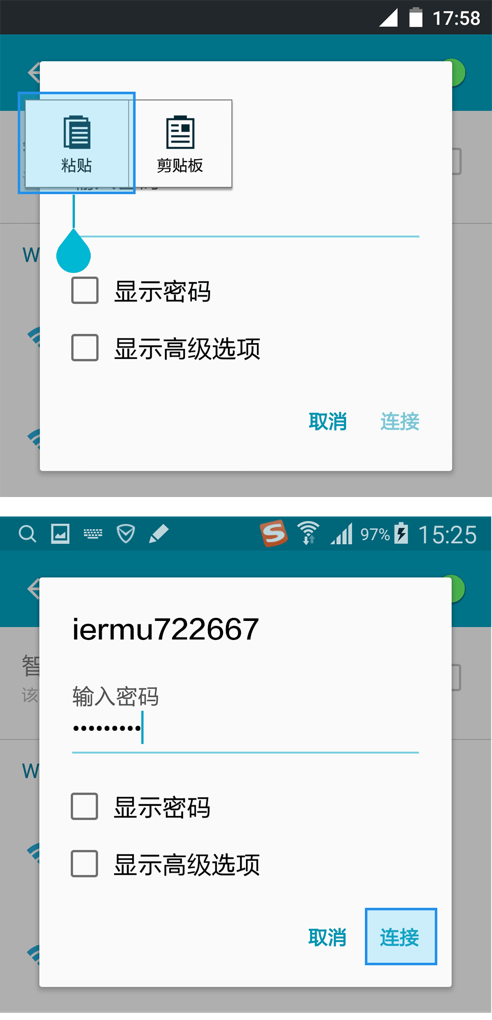 17:58
粘贴
剪贴板
W
显示密码
显示高级选项
取消
连接
97%
15:25
iermu722667
智
该
输入密码
•••••••••
W
显示密码
显示高级选项
取消
连接